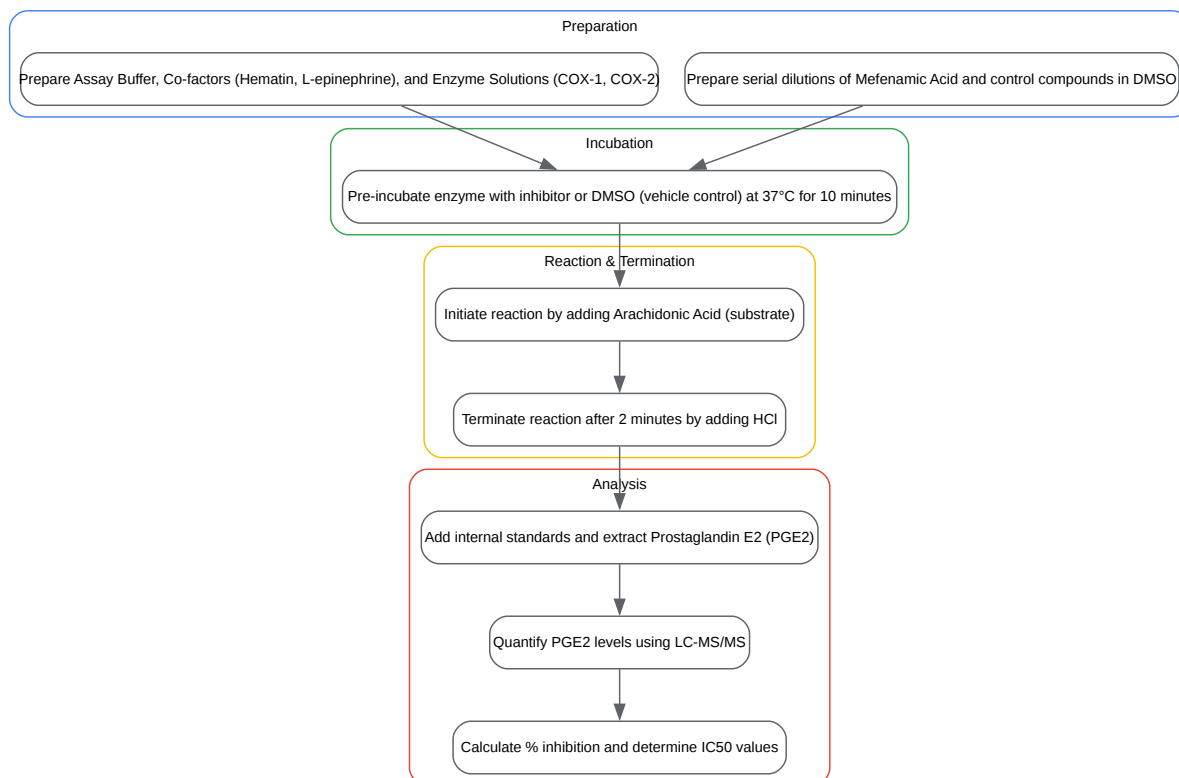 Preparation
Prepare Assay Buffer, Co-factors (Hematin, L-epinephrine), and Enzyme Solutions (COX-1, COX-2)
Prepare serial dilutions of Mefenamic Acid and control compounds in DMSO
Incubation
Pre-incubate enzyme with inhibitor or DMSO (vehicle control) at 37°C for 10 minutes
Reaction & Termination
Initiate reaction by adding Arachidonic Acid (substrate)
Terminate reaction after 2 minutes by adding HCl
Analysis
Add internal standards and extract Prostaglandin E2 (PGE2)
Quantify PGE2 levels using LC-MS/MS
Calculate % inhibition and determine IC50 values